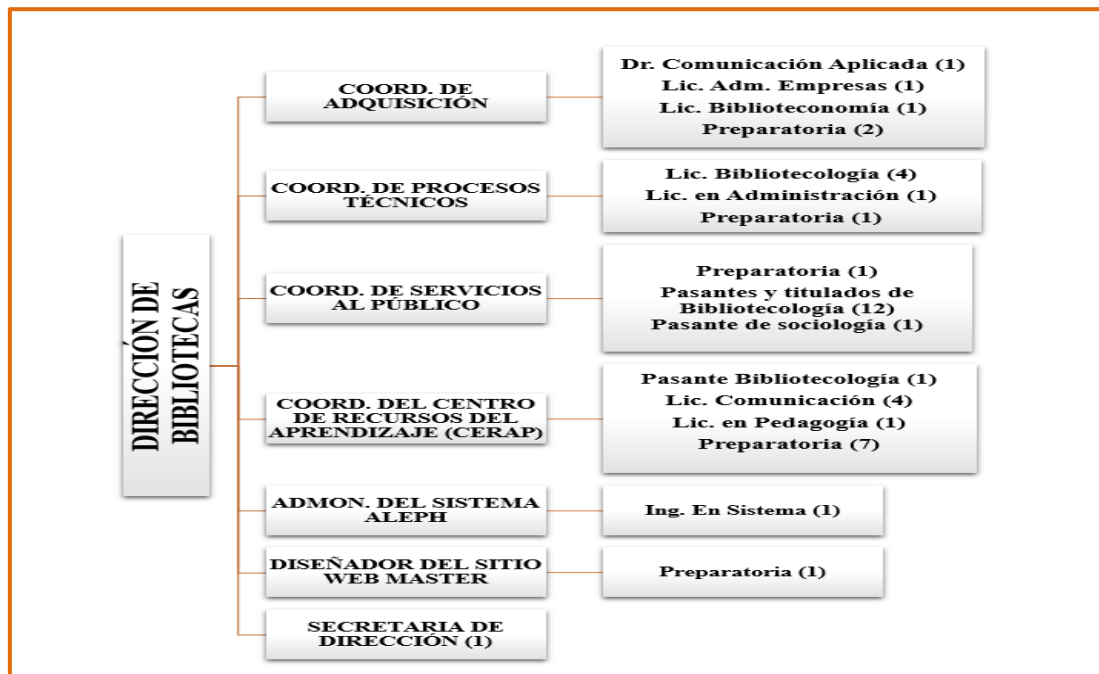 DIRECCIÓN DE
BIBLIOTECAS
COORD. DE
ADQUISICIÓN
Dr. Comunicación Aplicada (1)
Lic. Adm. Empresas (1)
Lic. Biblioteconomía (1)
Preparatoria (2)
COORD. DE PROCESOS
TÉCNICOS
Lic. Bibliotecología (4)
Lic. en Administración (1)
Preparatoria (1)
COORD. DE SERVICIOS
AL PÚBLICO
Preparatoria (1)
Pasantes y titulados de
Bibliotecología (12)
Pasante de sociología (1)
COORD. DEL CENTRO
DE RECURSOS DEL
APRENDIZAJE (CERAP)
Pasante Bibliotecología (1)
Lic. Comunicación (4)
Lic. en Pedagogía (1)
Preparatoria (7)
ADMON. DEL SISTEMA
ALEPH
Ing. En Sistema (1)
DISEÑADOR DEL SITIO
WEB MASTER
Preparatoria (1)
SECRETARIA DE
DIRECCIÓN (1)